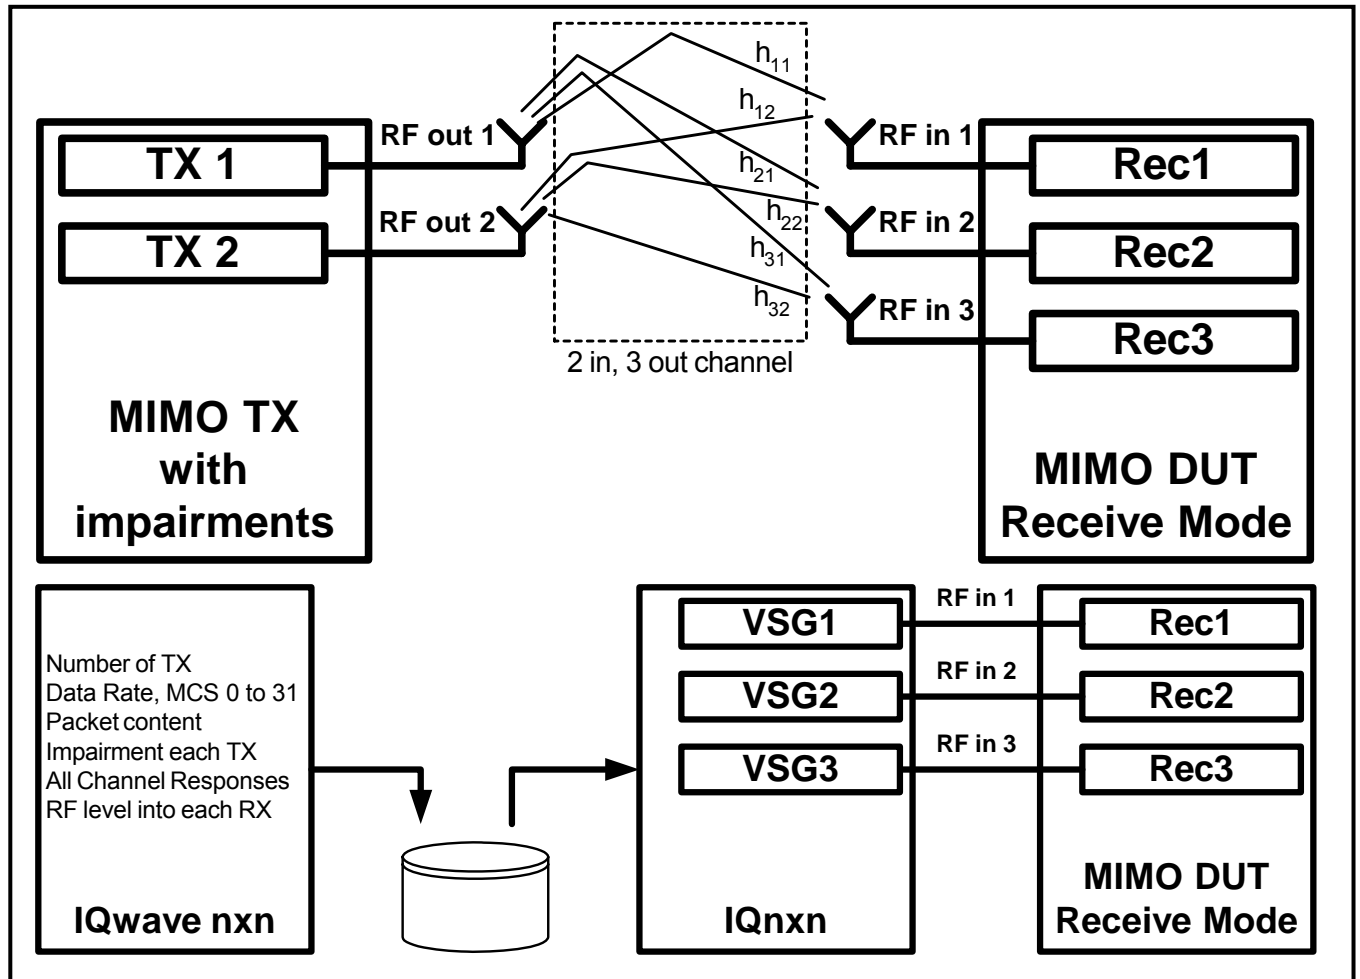 h11
h12
RF out 1
RF in 1
TX 1
Rec1
h21
RF out 2
h22
RF in 2
TX 2
Rec2
h31
h32
RF in 3
Rec3
2 in, 3 out channel
MIMO TX
with
impairments
MIMO DUT
Receive Mode
Number of TX
Data Rate, MCS 0 to 31
Packet content
Impairment each TX
All Channel Responses
RF level into each RX
IQwave nxn
VSG1
RF in 1
Rec1
VSG2
RF in 2
Rec2
VSG3
RF in 3
Rec3
IQnxn
MIMO DUT
Receive Mode